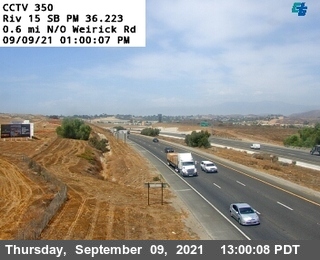 CCTV 350
Riv 15 SB PM 36.223
0.6 mi N/O Weirick Rd
09/09/21 01:00:07 PM
Thursday, September 09, 2021 13:00:08 PDT